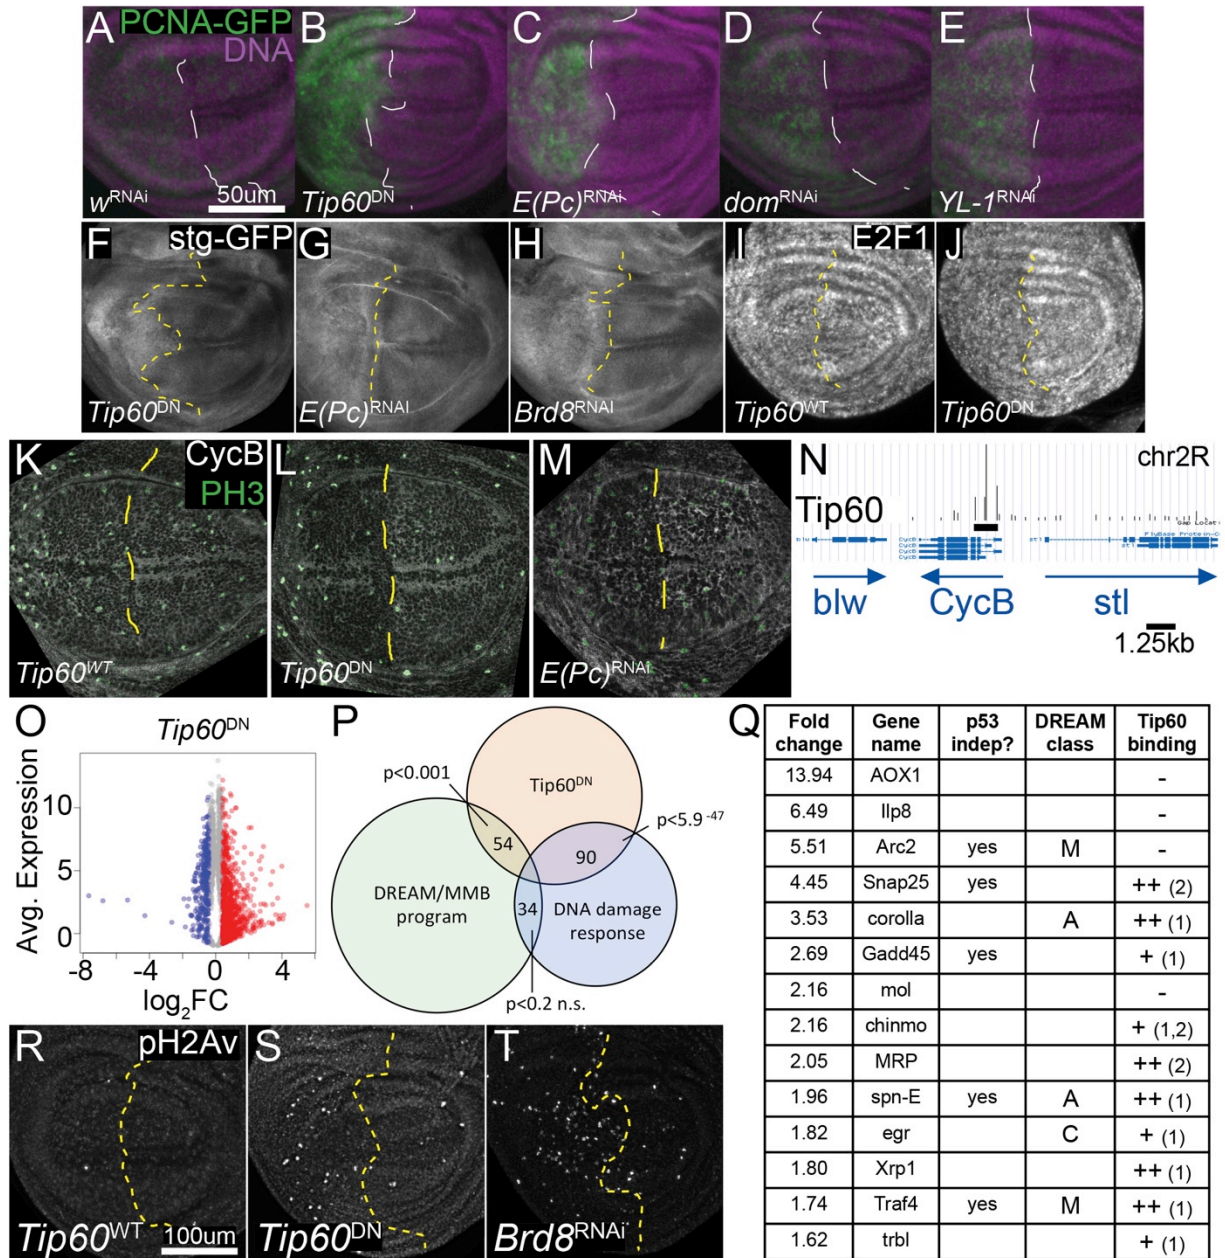 A
PCNA-GFP
DNA
w^RNAi
50um
B
Tip60^DN
C
E(Pc)^RNAi
D
dom^RNAi
E
YL-1^RNAi
F
stg-GFP
Tip60^DN
G
E(Pc)^RNAi
H
Brd8^RNAi
I
E2F1
Tip60^WT
J
Tip60^DN
K
CycB
PH3
Tip60^WT
L
Tip60^DN
M
E(Pc)^RNAi
N
chr2R
Tip60
blw
CycB
CycB
CycB
CycB
stl
stl
blw
CycB
stl
1.25kb
O
Tip60^DN
Avg. Expression
10
5
0
-8
-4
0
4
log₂FC
P
p<0.001
Tip60^DN
p<5.9 ^-47
54
90
DREAM/MMB
program
34
DNA damage
response
p<0.2 n.s.
Q
Fold change Gene name p53 indep? DREAM class Tip60 binding
13.94 AOX1 -
6.49 Ilp8 -
5.51 Arc2 yes M -
4.45 Snap25 yes ++ (2)
3.53 corolla A ++ (1)
2.69 Gadd45 yes + (1)
2.16 mol -
2.16 chinmo + (1,2)
2.05 MRP ++ (2)
1.96 spn-E yes A ++ (1)
1.82 egr C + (1)
1.80 Xrp1 ++ (1)
1.74 Traf4 yes M ++ (1)
1.62 trbl + (1)
R
pH2Av
Tip60^WT
100um
S
Tip60^DN
T
Brd8^RNAi